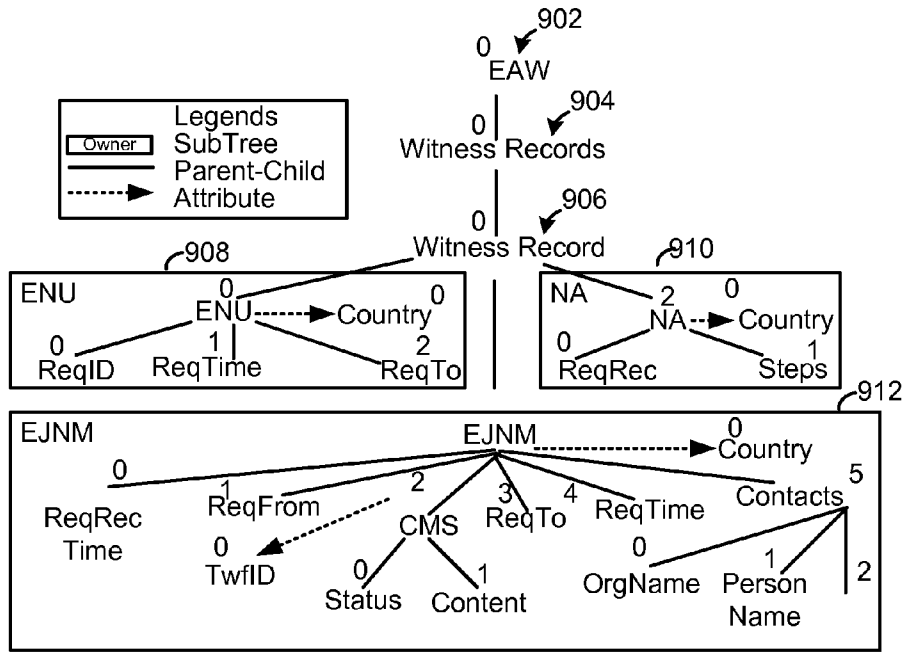 0
902
EAW
Legends
Owner SubTree
Parent-Child
Attribute
0
904
Witness Records
0
906
Witness Record
908
910
ENU
0
ENU
Country
0
0
ReqID
1
ReqTime
2
ReqTo
NA
2
0
NA
Country
0
ReqRec
1
Steps
912
EJNM
EJNM
0
Country
0
1
2
3
4
5
ReqRec
Time
ReqFrom
CMS
ReqTo
ReqTime
Contacts
0
TwfID
0
Status
1
Content
0
OrgName
1
Person
Name
2